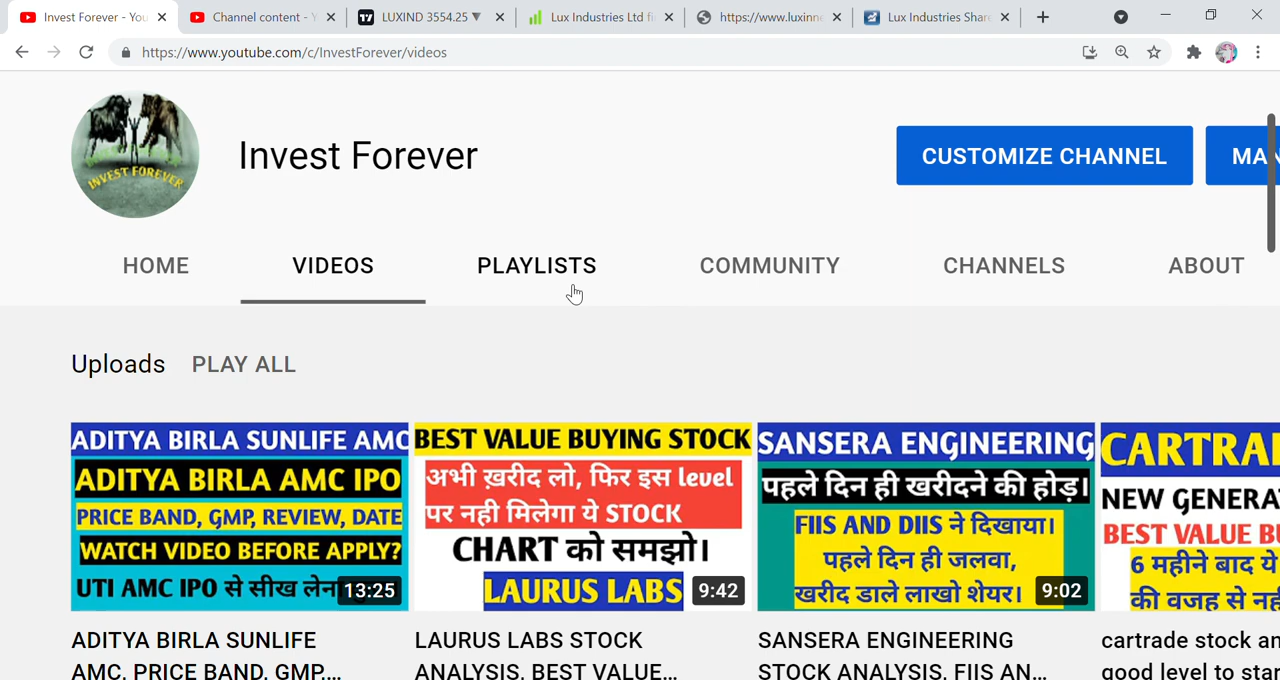 Invest Forever - You
Channel content - Y
LUXIND 3554.25 ▼
Lux Industries Ltd fi
https://www.luxinne
Lux Industries Shar
https://www.youtube.com/c/InvestForever/videos
INVEST FOREVER
Invest Forever
CUSTOMIZE CHANNEL
MAN
HOME
VIDEOS
PLAYLISTS
COMMUNITY
CHANNELS
ABOUT
Uploads
PLAY ALL
ADITYA BIRLA SUNLIFE AMC
ADITYA BIRLA AMC IPO
PRICE BAND, GMP, REVIEW, DATE
WATCH VIDEO BEFORE APPLY?
UTI AMC IPO से सीख लेना
13:25
ADITYA BIRLA SUNLIFE
AMC, PRICE BAND, GMP,...
BEST VALUE BUYING STOCK
अभी ख़रीद लो, फिर इस level
पर नही मिलेगा ये STOCK
CHART को समझो।
LAURUS LABS
9:42
LAURUS LABS STOCK
ANALYSIS, BEST VALUE...
SANSERA ENGINEERING
पहले दिन ही खरीदने की होड़।
FIIS AND DIIS ने दिखाया।
पहले दिन ही जलवा,
खरीद डाले लाखो शेयर।
9:02
SANSERA ENGINEERING
STOCK ANALYSIS, FIIS AN...
CARTRA
NEW GENERA
BEST VALUE BU
6 महीने बाद ये
की वजह से नह
cartrade stock an
good level to star